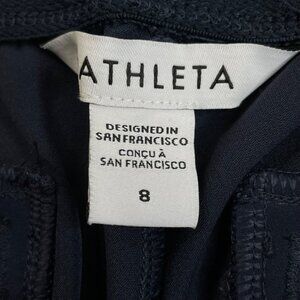 ATHLETA
DESIGNED IN
SAN FRANCISCO
CONÇU À
SAN FRANCISCO
8